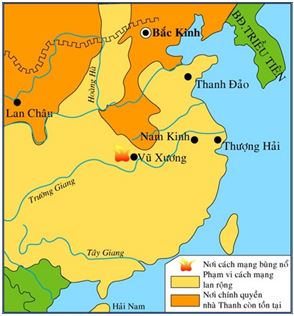 Bắc Kinh
BĐ TRIỀU TIÊN
Hoàng Hà
Lan Châu
Thanh Đảo
Nam Kinh
Thượng Hải
Vũ Xương
Trường Giang
Tây Giang
Hải Nam
Nơi cách mạng bùng nổ
Phạm vi cách mạng
lan rộng
Nơi chính quyền
nhà Thanh còn tồn tại